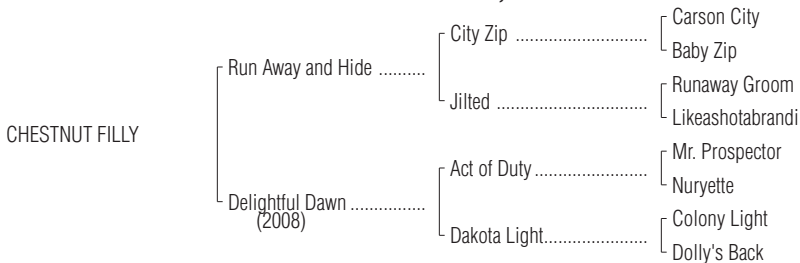 Carson City
City Zip ..........................
Baby Zip
Run Away and Hide ..........
Runaway Groom
Jilted ..............................
Likeashotabrandi
CHESTNUT FILLY
Mr. Prospector
Act of Duty ......................
Nuryette
Delightful Dawn ................
(2008)
Colony Light
Dakota Light....................
Dolly's Back